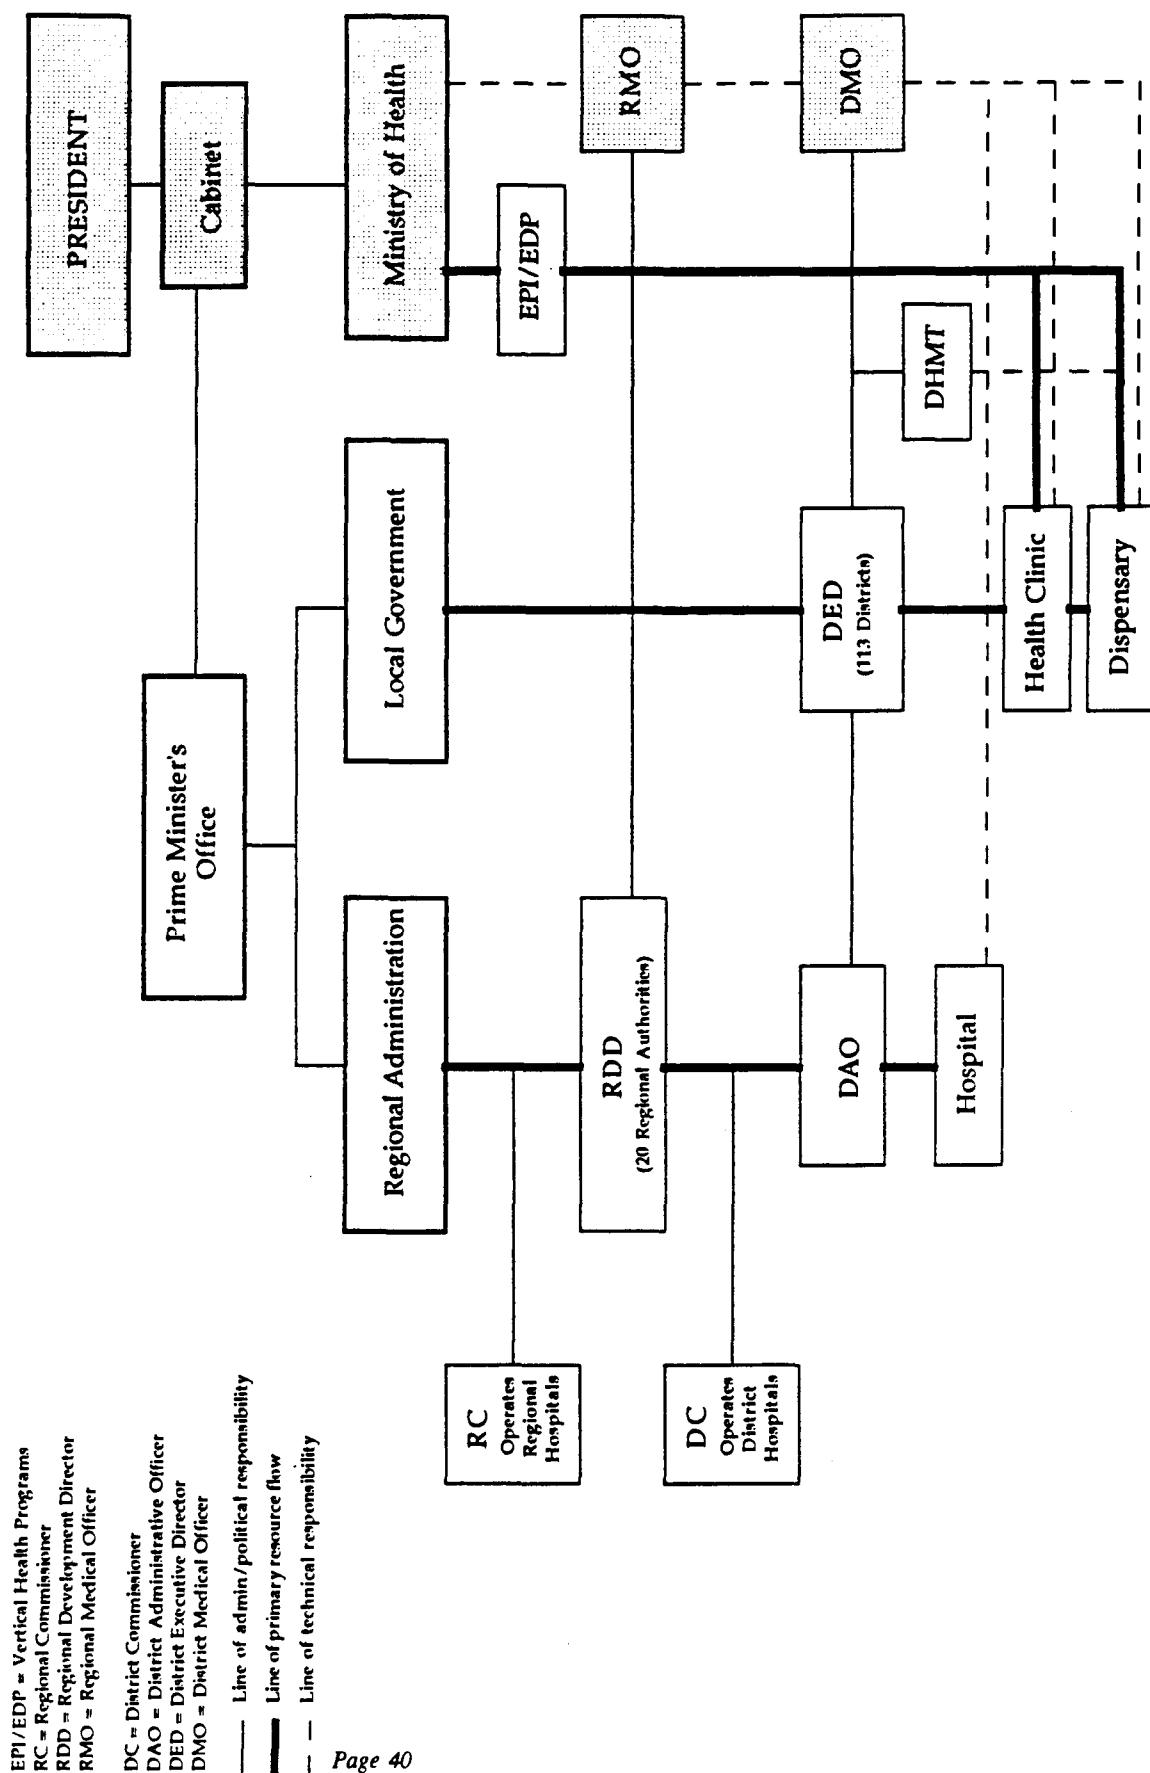 PRESIDENT
Cabinet
Prime Minister's
Office
Ministry of Health
Local Government
Regional Administration
EPI/EDP
RMO
RC
Operates
Regional
Hospitals
RDD
(20 Regional Authorities)
DC
Operates
District
Hospitals
DMO
DED
(113 Districts)
DAO
DHMT
Hospital
Health Clinic
Dispensary
EPI/EDP = Vertical Health Programs
RC = Regional Commissioner
RDD = Regional Development Director
RMO = Regional Medical Officer
DC = District Commissioner
DAO = District Administrative Officer
DED = District Executive Director
DMO = District Medical Officer
Line of admin/political responsibility
Line of primary resource flow
Line of technical responsibility
Page 40